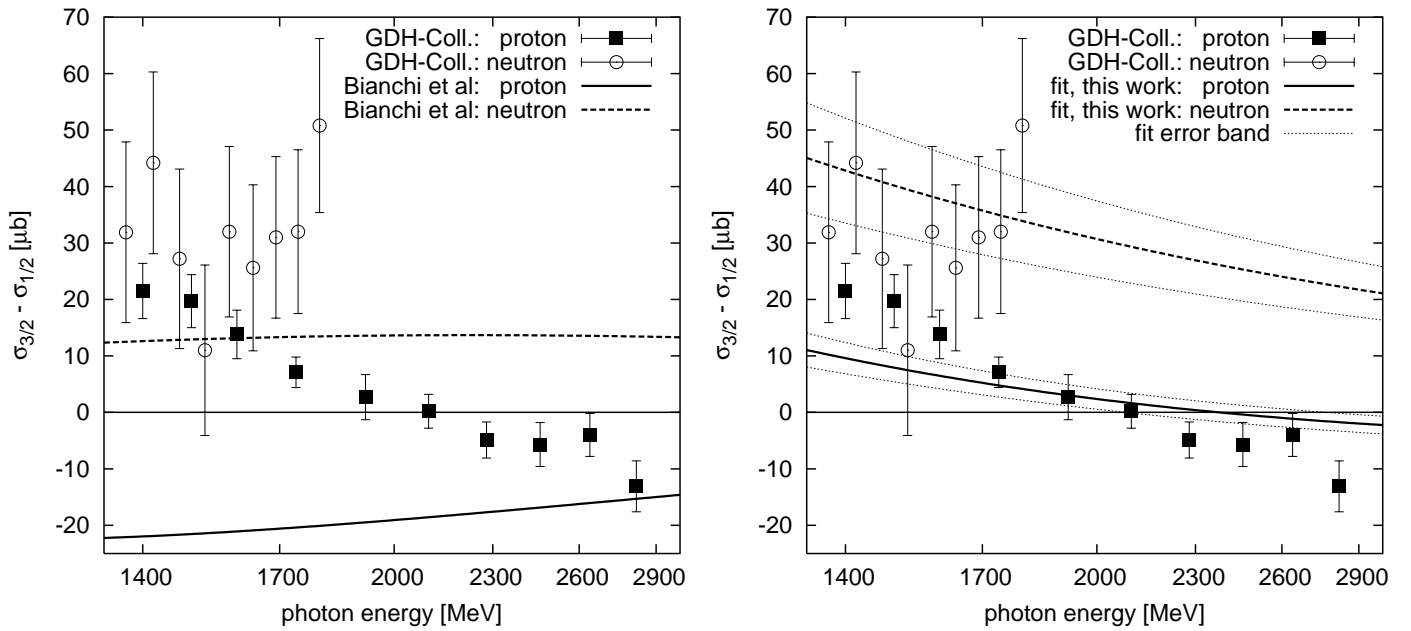 70
60
50
40
30
20
10
0
-10
-20
σ3/2 - σ1/2 [μb]
GDH-Coll.: proton
GDH-Coll.: neutron
Bianchi et al: proton
Bianchi et al: neutron
1400 1700 2000 2300 2600 2900
photon energy [MeV]
70
60
50
40
30
20
10
0
-10
-20
σ3/2 - σ1/2 [μb]
GDH-Coll.: proton
GDH-Coll.: neutron
fit, this work: proton
fit, this work: neutron
fit error band
1400 1700 2000 2300 2600 2900
photon energy [MeV]